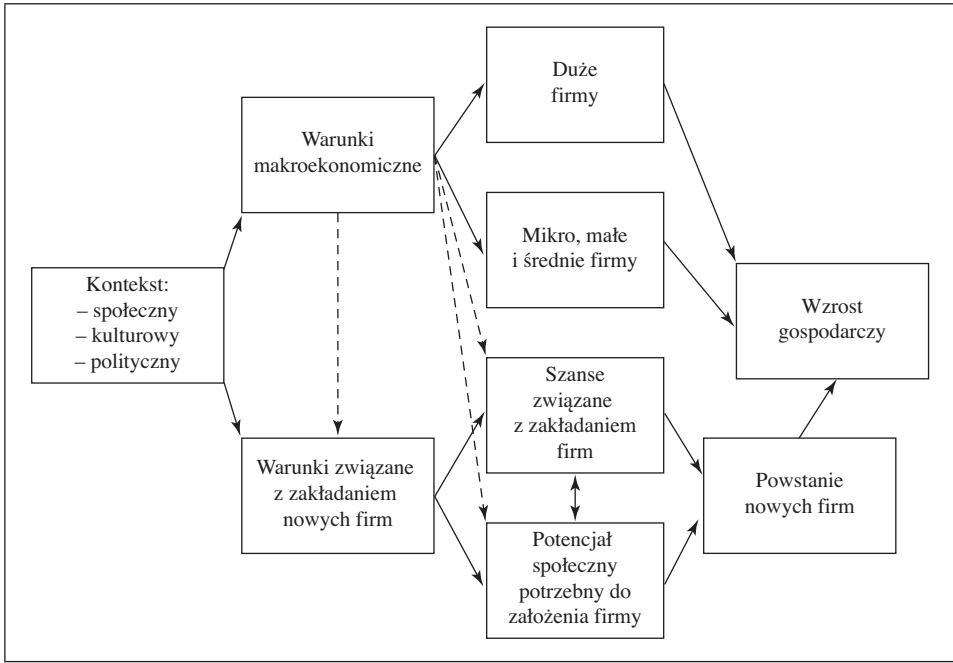 Duże
firmy
Warunki
makroekonomiczne
Mikro, małe
i średnie firmy
Kontekst:
– społeczny
– kulturowy
– polityczny
Wzrost
gospodarczy
Szanse
związane
z zakładaniem
firm
Warunki związane
z zakładaniem
nowych firm
Powstanie
nowych firm
Potencjał
społeczny
potrzebny do
założenia firmy